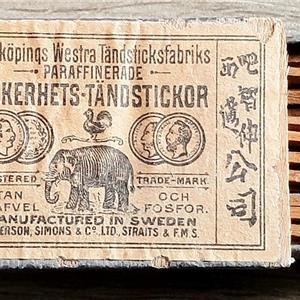 köpings Westra Tändsticksfabriks
PARAFFINERADE
KERHETS-TÄNDSTICKOR
STERED
TRADE-MARK.
TAN
OCH
AFVEL
FOSFOR.
MANUFACTURED IN SWEDEN
ERSON, SIMONS & Co. LTD, STRAITS & F.M.S.
公司